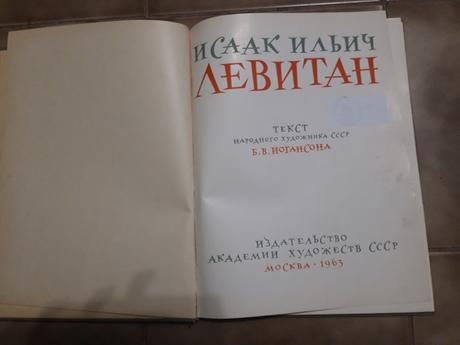 ИСААК ИЛЬИЧ
ЛЕВИТАН
ТЕКСТ
НАРОДНОГО ХУДОЖНИКА СССР
Б. В. ИОГАНСОНА
ИЗДАТЕЛЬСТВО
АКАДЕМИИ ХУДОЖЕСТВ СССР
МОСКВА · 1963